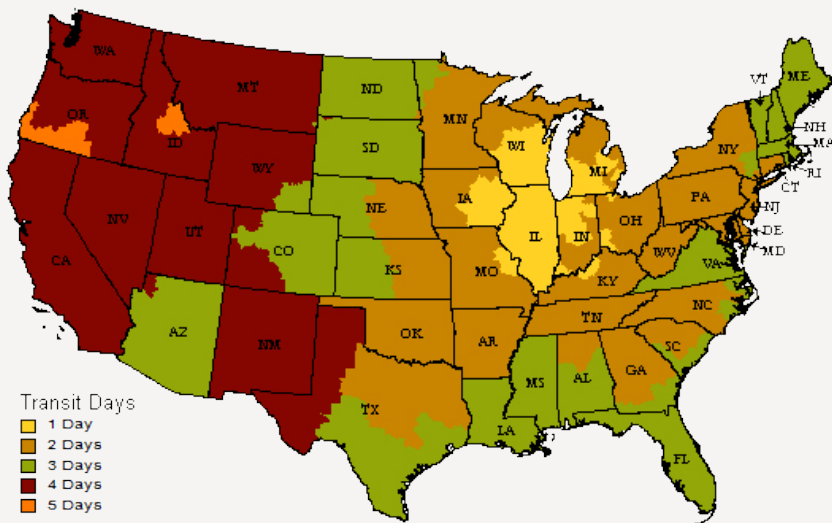 WA
MT
ND
MN
ME
VT
OR
ID
WY
SD
WI
MI
NY
NH
MA
RI
CT
NV
UT
CO
NE
IA
IL
IN
OH
PA
NJ
DE
MD
CA
KS
MO
KY
WV
VA
AZ
NM
OK
AR
TN
NC
SC
TX
LA
MS
AL
GA
FL
Transit Days
1 Day
2 Days
3 Days
4 Days
5 Days